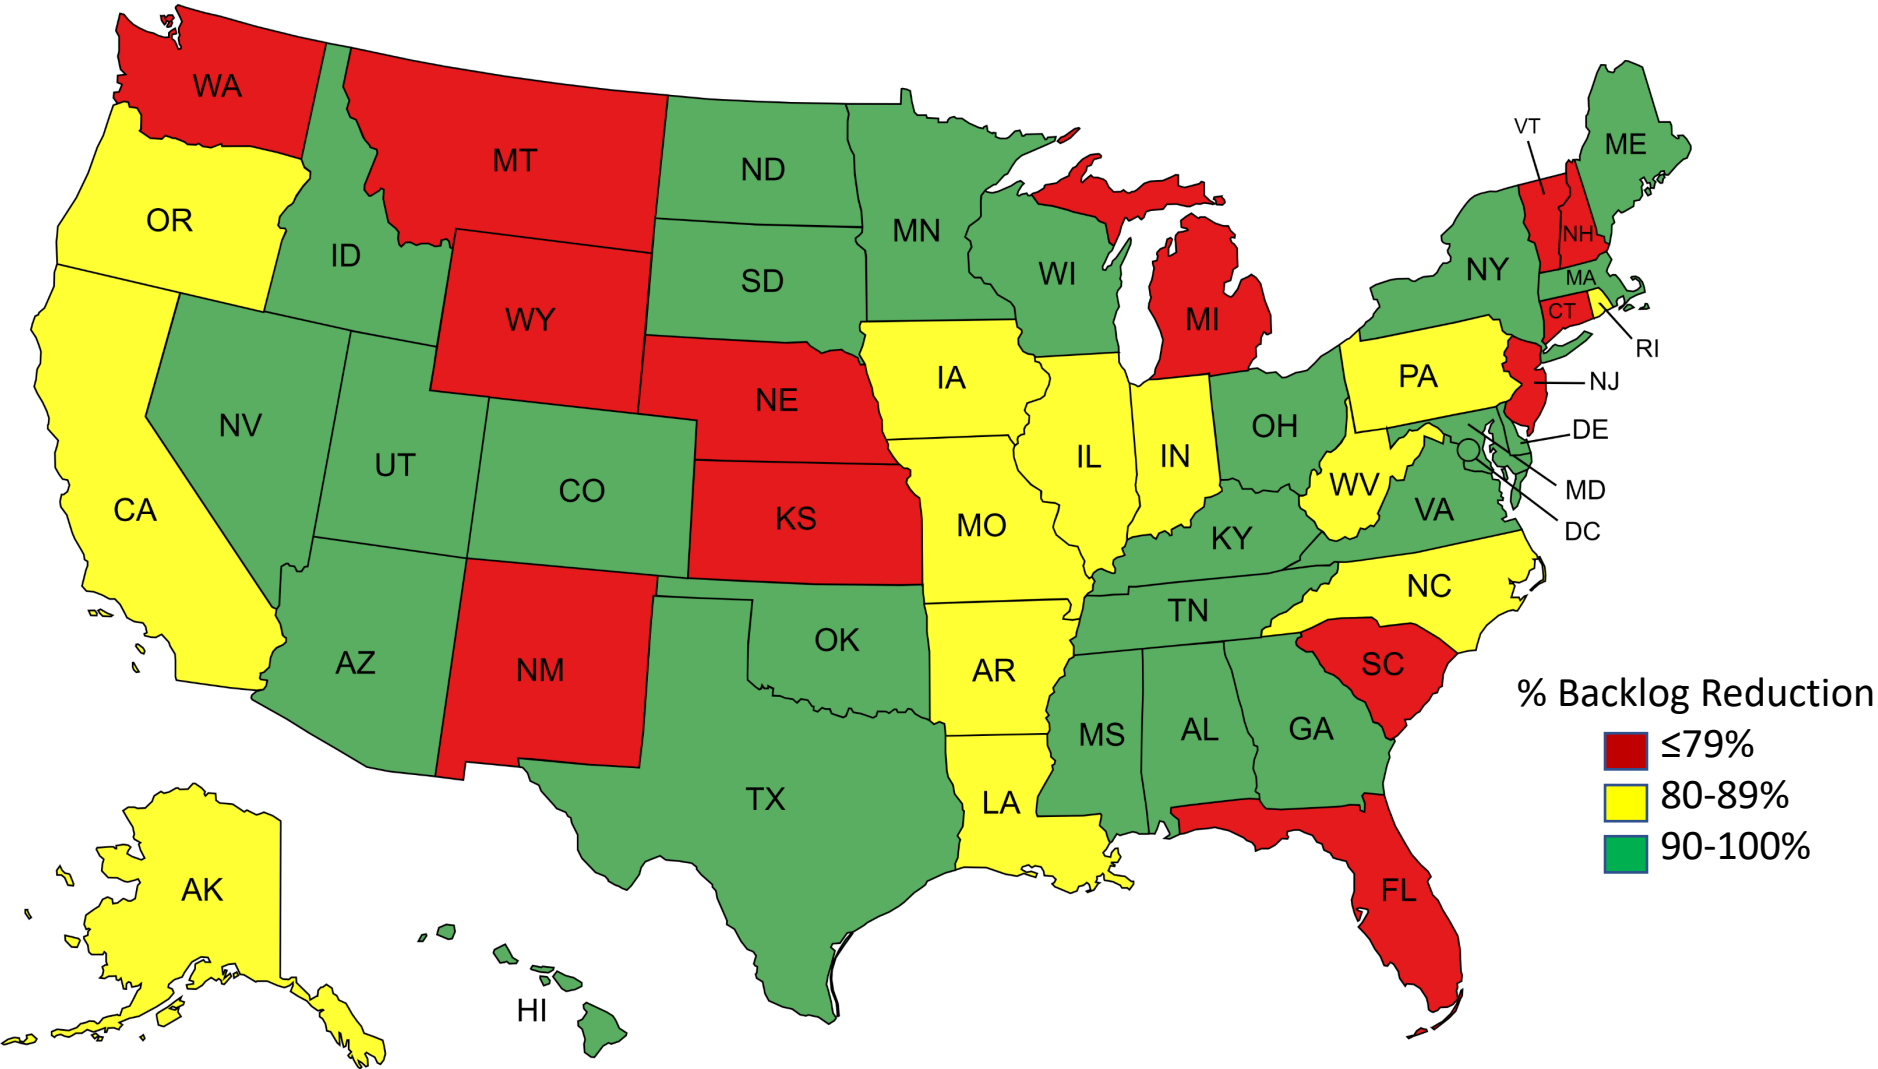 WA
MT
ND
MN
VT
ME
OR
ID
WY
SD
WI
MI
NY
NH
MA
CT
RI
NE
IA
PA
NJ
NV
UT
CO
KS
MO
IL
IN
OH
WV
VA
DE
MD
DC
CA
AZ
NM
OK
AR
KY
TN
NC
SC
TX
LA
MS
AL
GA
FL
AK
HI
% Backlog Reduction
≤79%
80-89%
90-100%